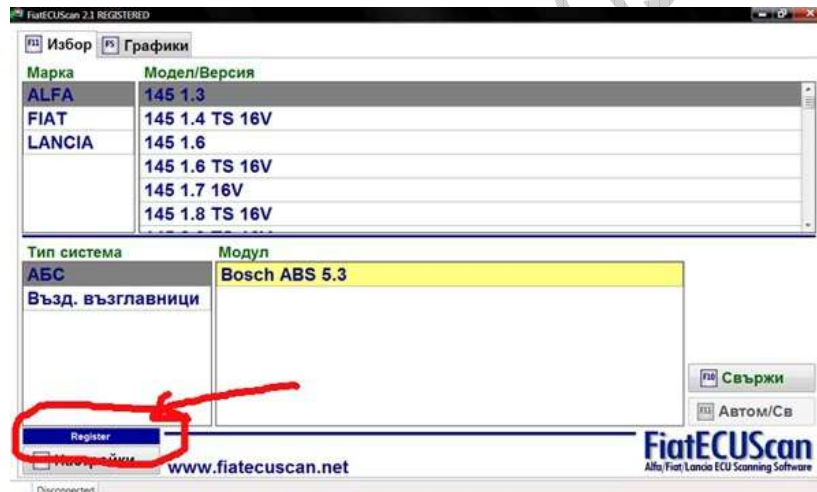 FiatECUScan 2.1 REGISTERED
F11 Избор F5 Графики
Марка Модел/Версия
ALFA 145 1.3
FIAT 145 1.4 TS 16V
LANCIA 145 1.6
145 1.6 TS 16V
145 1.7 16V
145 1.8 TS 16V
Тип система Модул
АБС Bosch ABS 5.3
Възд. възглавници
F10 Свържи
Автом/Св
Register
Настройки www.fiatecuscan.net
FiatECUScan
Alfa/Fiat/Lancia ECU Scanning Software
Disconnected